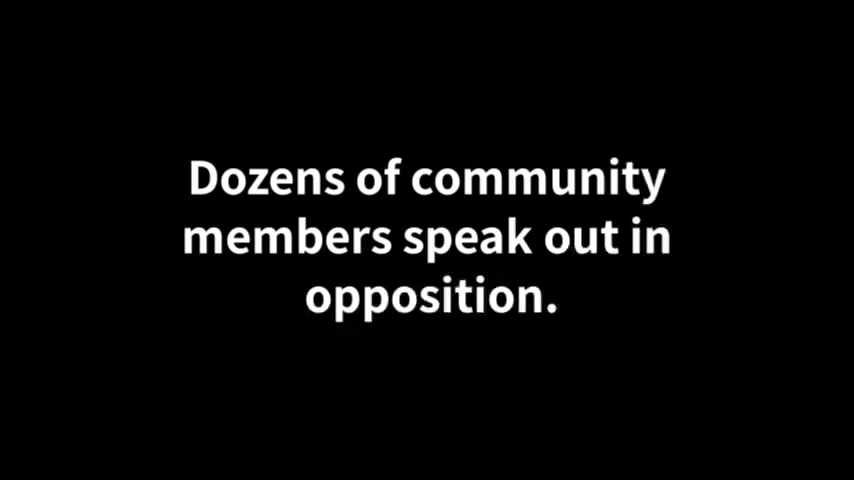 Dozens of community
members speak out in
opposition.